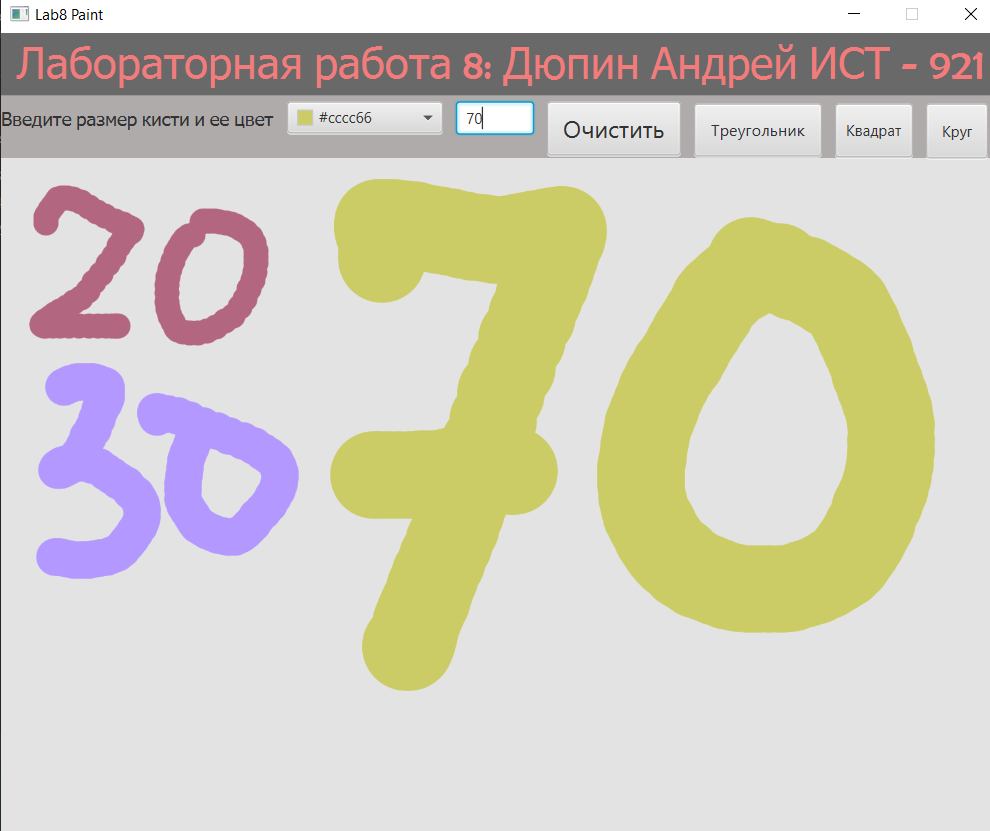 Lab8 Paint
Лабораторная работа 8: Дюпин Андрей ИСТ - 921
Введите размер кисти и ее цвет #cccc66 70 Очистить Треугольник Квадрат Круг
20
70
30